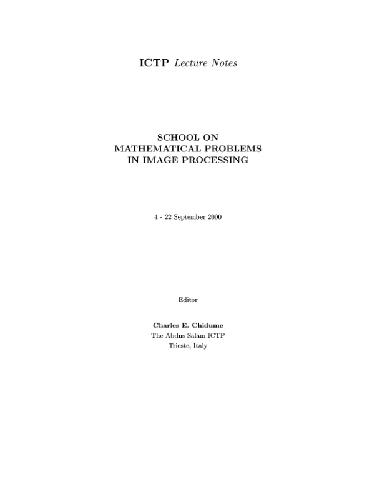 ICTP Lecture Notes
SCHOOL ON
MATHEMATICAL PROBLEMS
IN IMAGE PROCESSING
4 - 22 September 2000
Editor
Charles E. Chidume
The Abdus Salam ICTP
Trieste, Italy